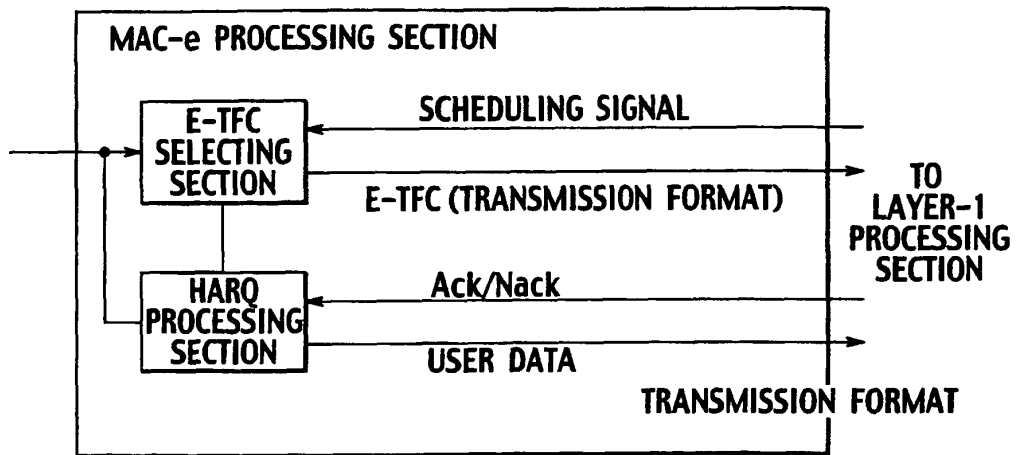 MAC-e PROCESSING SECTION
E-TFC
SELECTING
SECTION
SCHEDULING SIGNAL
E-TFC (TRANSMISSION FORMAT)
TO
LAYER-1
PROCESSING
SECTION
HARQ
PROCESSING
SECTION
Ack/Nack
USER DATA
TRANSMISSION FORMAT